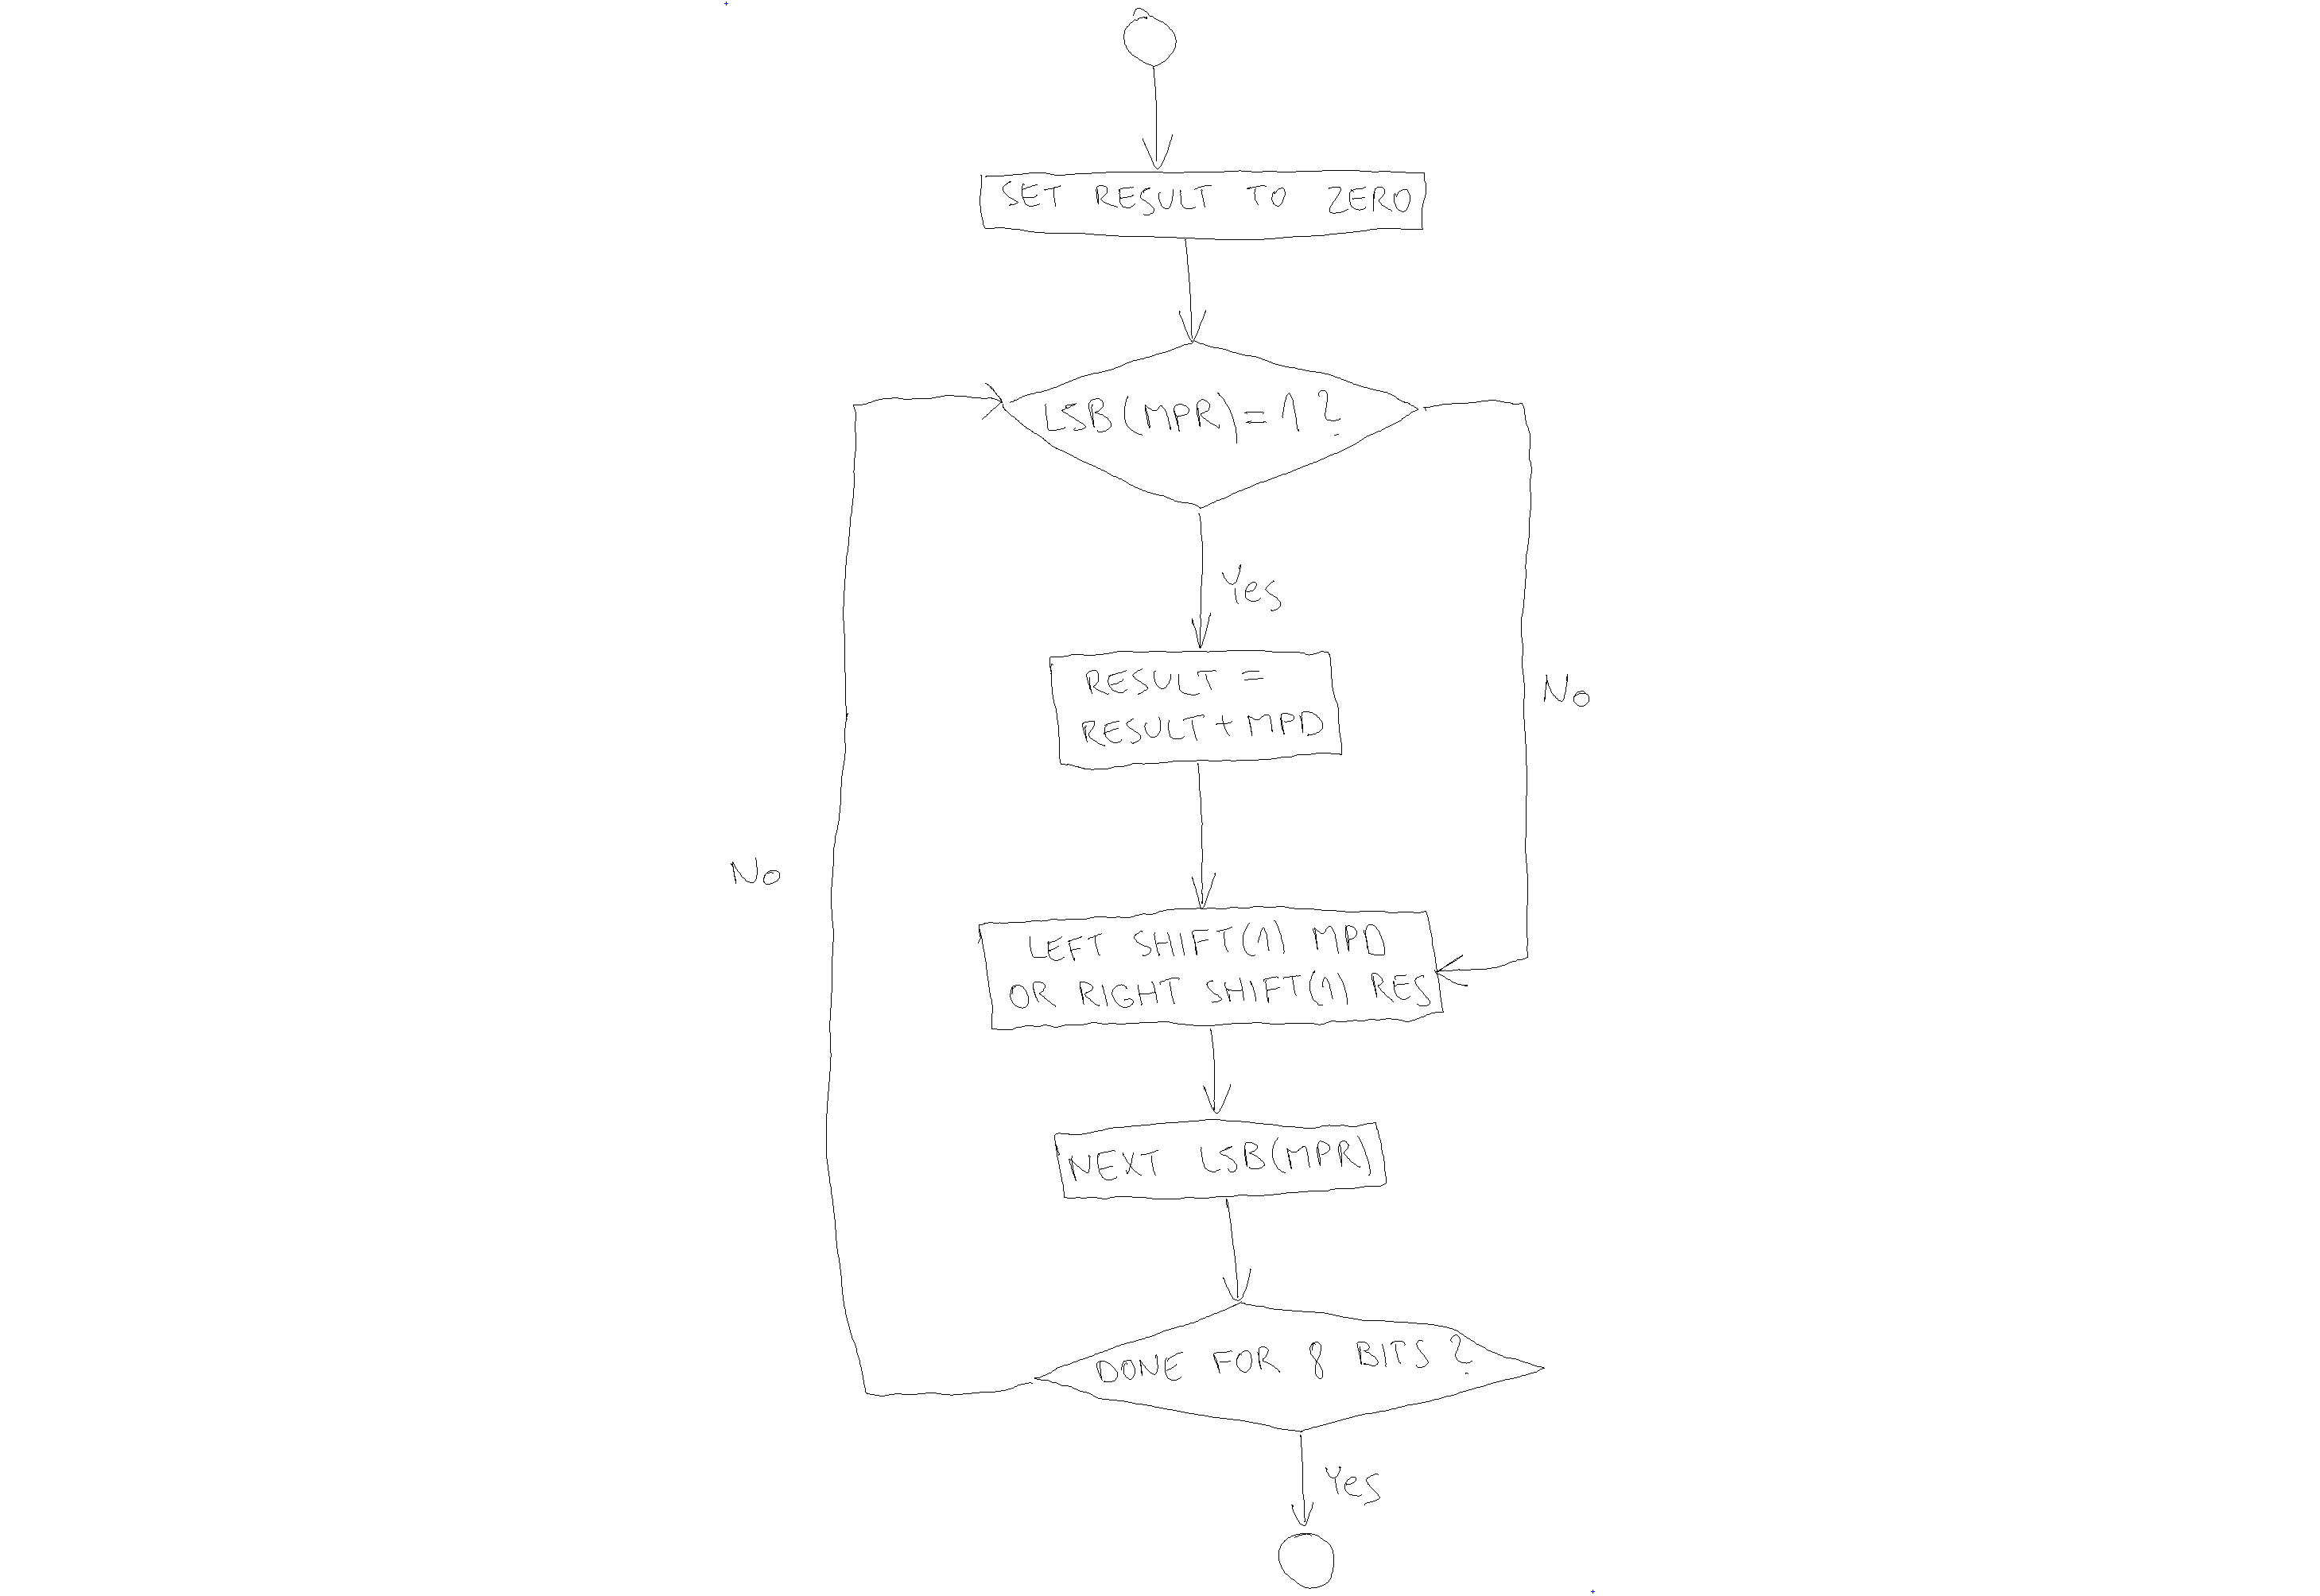 SET RESULT TO ZERO
LSB(MPR)=1?
Yes
RESULT =
RESULT+MPD
No
No
LEFT SHIFT(1) MPD
OR RIGHT SHIFT(1) RES
NEXT LSB(MPR)
DONE FOR 8 BITS?
Yes